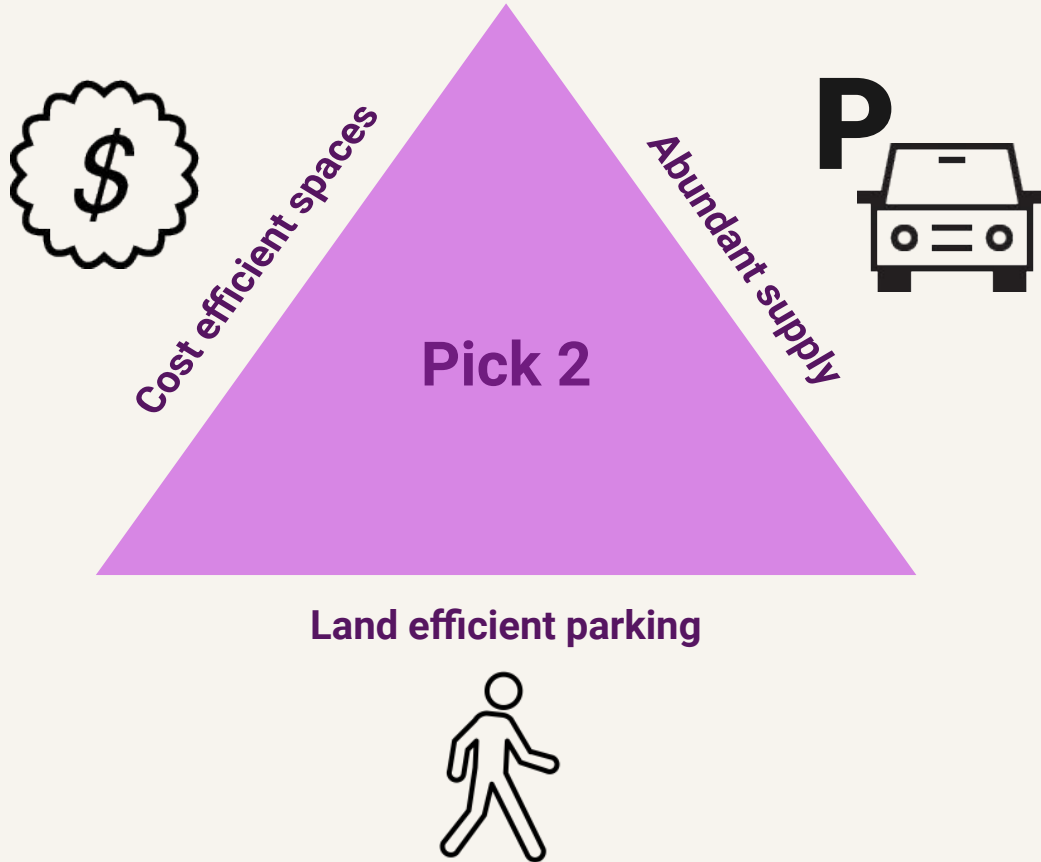 $
P
Cost efficient spaces
Abundant supply
Pick 2
Land efficient parking